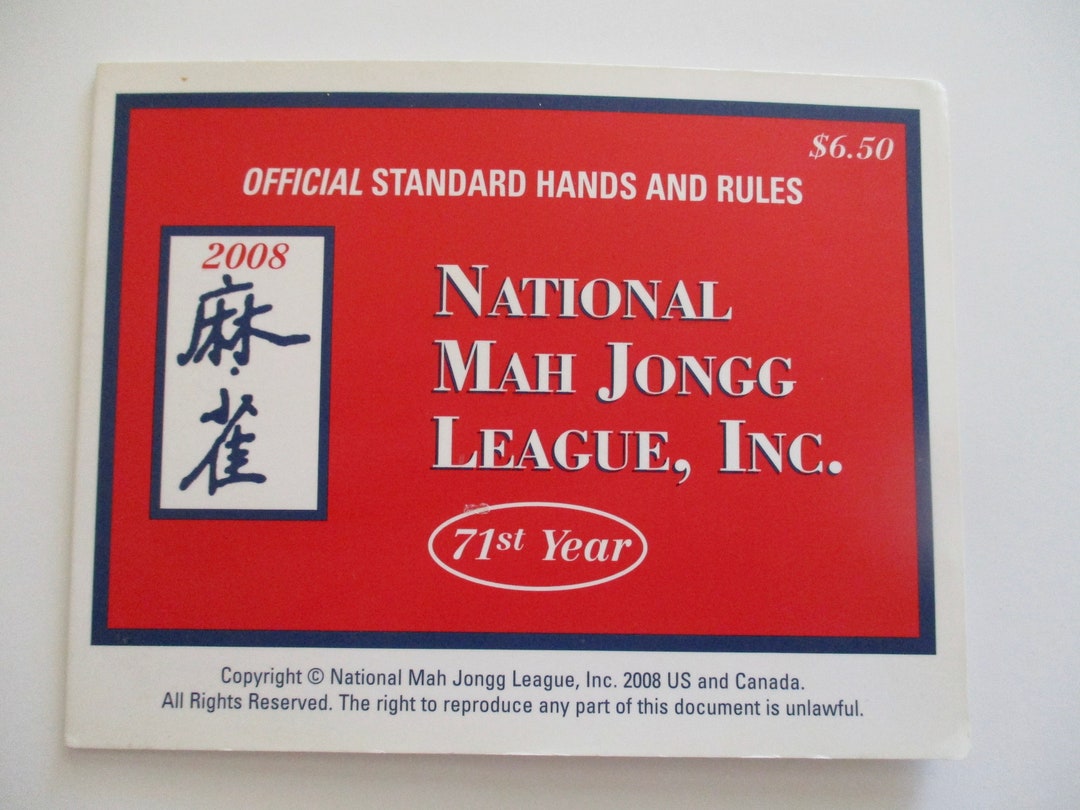 $6.50
OFFICIAL STANDARD HANDS AND RULES
2008
麻
雀
NATIONAL
MAH JONGG
LEAGUE, INC.
71st Year
Copyright © National Mah Jongg League, Inc. 2008 US and Canada.
All Rights Reserved. The right to reproduce any part of this document is unlawful.